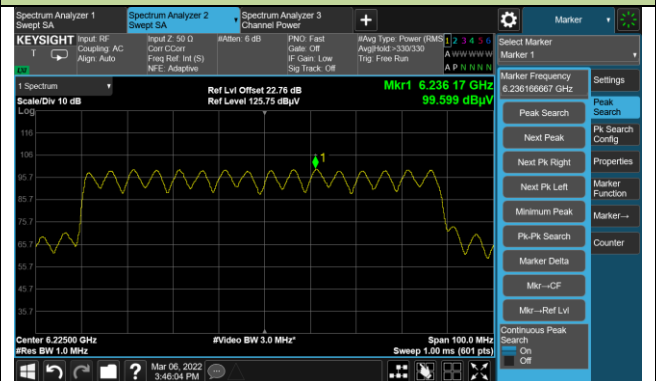 Spectrum Analyzer 1
Swept SA
Spectrum Analyzer 2
Swept SA
Spectrum Analyzer 3
Channel Power
+
Marker
KEYSIGHT
T
LXI
Input: RF
Coupling: AC
Align: Auto
Input Z: 50 Ω
Corr CCorr
Freq Ref: Int (S)
NFE: Adaptive
#Atten: 6 dB
PNO: Fast
Gate: Off
IF Gain: Low
Sig Track: Off
#Avg Type: Power (RMS
Avg|Hold:>330/330
Trig: Free Run
1 2 3 4 5 6
A W W W W W
A P N N N N
Select Marker
Marker 1
1 Spectrum
Scale/Div 10 dB
Log
Ref Lvl Offset 22.76 dB
Ref Level 125.75 dBµV
Mkr1 6.236 17 GHz
99.599 dBµV
116
106
95.7
85.7
75.7
65.7
55.7
45.7
35.7
1
Center 6.22500 GHz
#Res BW 1.0 MHz
#Video BW 3.0 MHz*
Span 100.0 MHz
Sweep 1.00 ms (601 pts)
Marker Frequency
6.236166667 GHz
Peak Search
Next Peak
Next Pk Right
Next Pk Left
Minimum Peak
Pk-Pk Search
Marker Delta
Mkr→CF
Mkr→Ref Lvl
Continuous Peak
Search
On
Off
Settings
Peak
Search
Pk Search
Config
Properties
Marker
Function
Marker→
Counter
?
Mar 06, 2022
3:46:04 PM